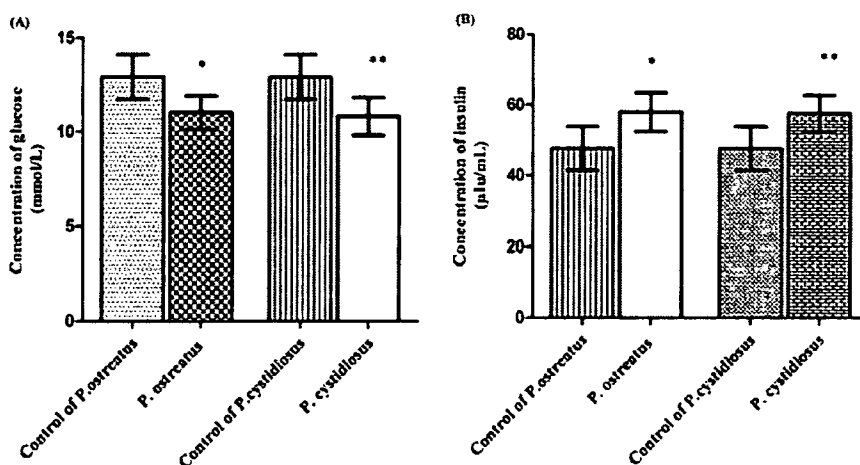 (A)
15
10
5
0
Concentration of glucose
(mmol/L)
*
**
Control of P.ostreatus
P. ostreatus
Control of P.cystidiosus
P. cystidiosus
(B)
80
60
40
20
0
Concentration of insulin
(µIu/mL)
*
**
Control of P.ostreatus
P. ostreatus
Control of P.cystidiosus
P. cystidiosus